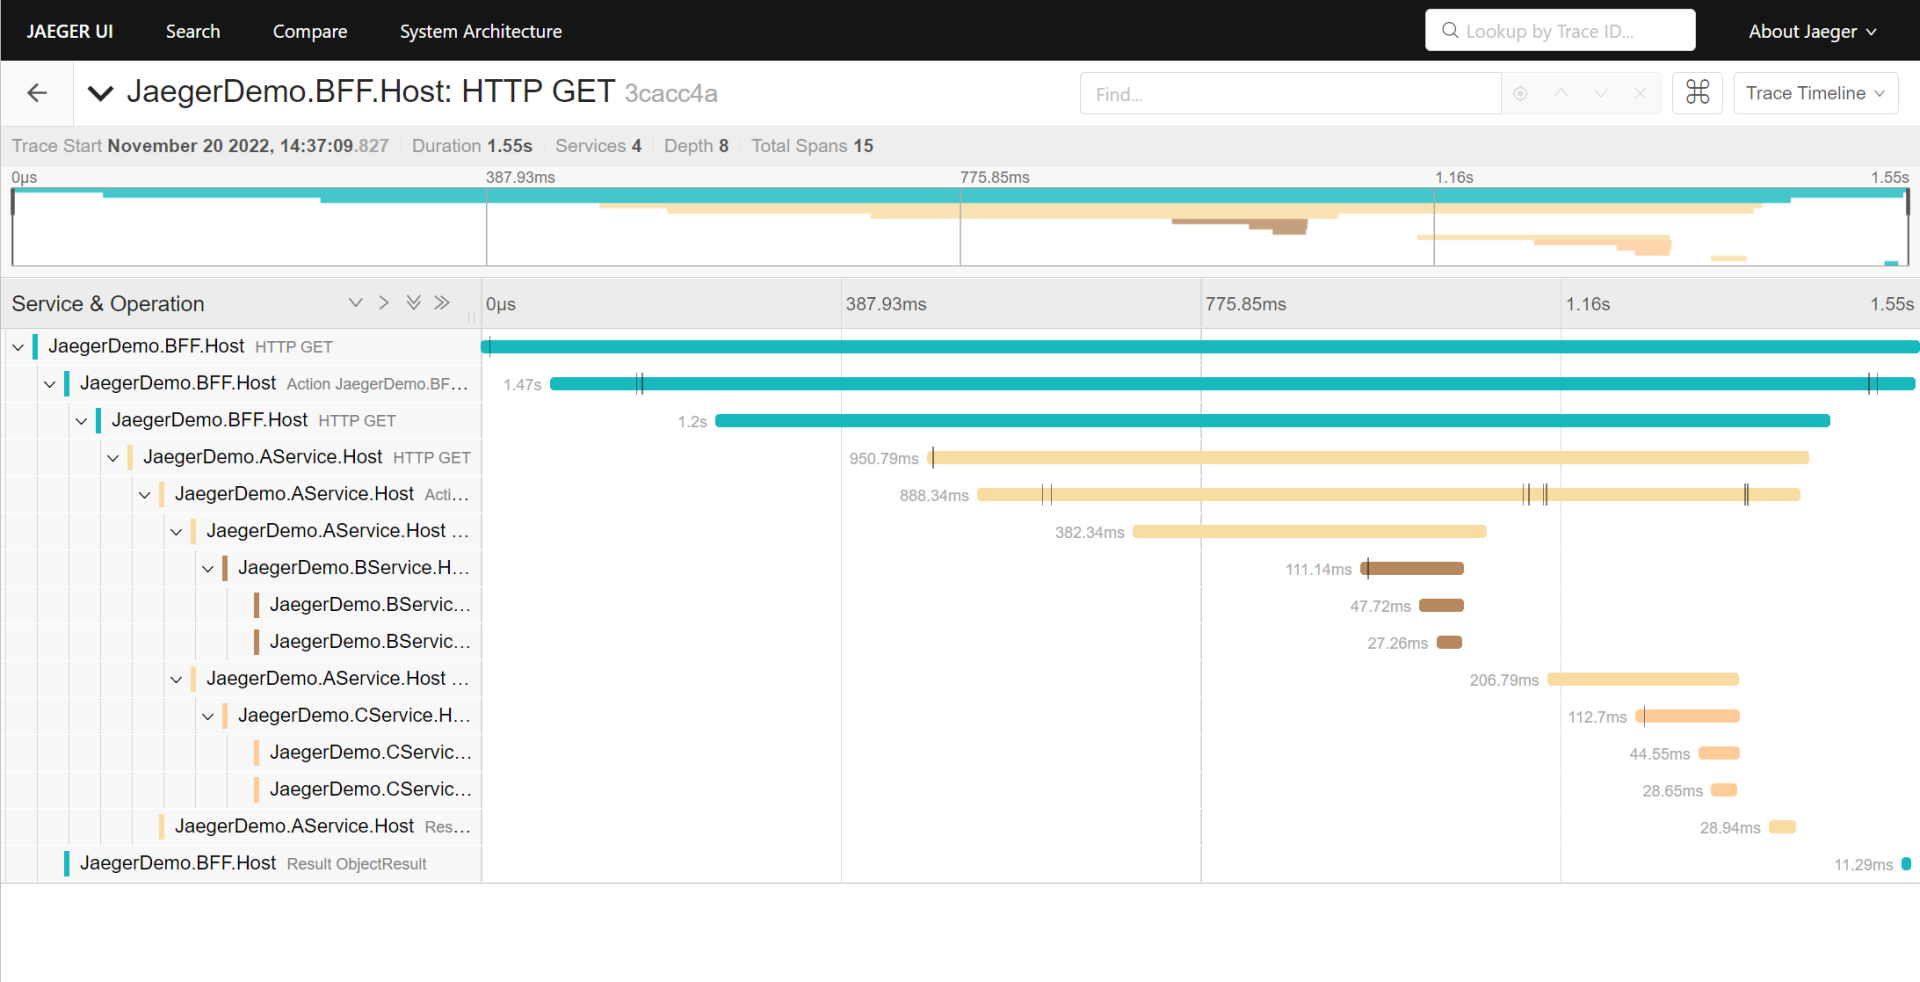 JAEGER UI Search Compare System Architecture Lookup by Trace ID... About Jaeger
JaegerDemo.BFF.Host: HTTP GET 3cacc4a Find... ⌘ Trace Timeline
Trace Start November 20 2022, 14:37:09.827 Duration 1.55s Services 4 Depth 8 Total Spans 15
0μs 387.93ms 775.85ms 1.16s 1.55s
Service & Operation 0μs 387.93ms 775.85ms 1.16s 1.55s
JaegerDemo.BFF.Host HTTP GET
JaegerDemo.BFF.Host Action JaegerDemo.BF... 1.47s
JaegerDemo.BFF.Host HTTP GET 1.2s
JaegerDemo.AService.Host HTTP GET 950.79ms
JaegerDemo.AService.Host Acti... 888.34ms
JaegerDemo.AService.Host ... 382.34ms
JaegerDemo.BService.H... 111.14ms
JaegerDemo.BServic... 47.72ms
JaegerDemo.BServic... 27.26ms
JaegerDemo.AService.Host ... 206.79ms
JaegerDemo.CService.H... 112.7ms
JaegerDemo.CServic... 44.55ms
JaegerDemo.CServic... 28.65ms
JaegerDemo.AService.Host Res... 28.94ms
JaegerDemo.BFF.Host Result ObjectResult 11.29ms